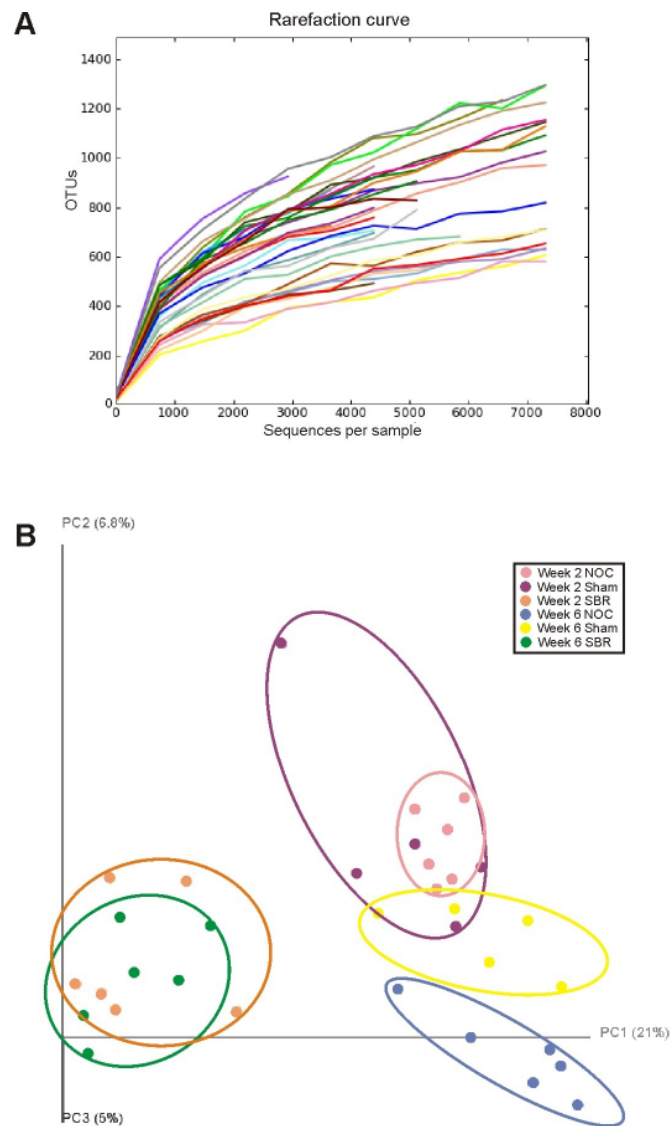 A
Rarefaction curve
OTUs
1400
1200
1000
800
600
400
200
0
0 1000 2000 3000 4000 5000 6000 7000 8000
Sequences per sample
B
PC2 (6.8%)
Week 2 NOC
Week 2 Sham
Week 2 SBR
Week 6 NOC
Week 6 Sham
Week 6 SBR
PC1 (21%)
PC3 (5%)